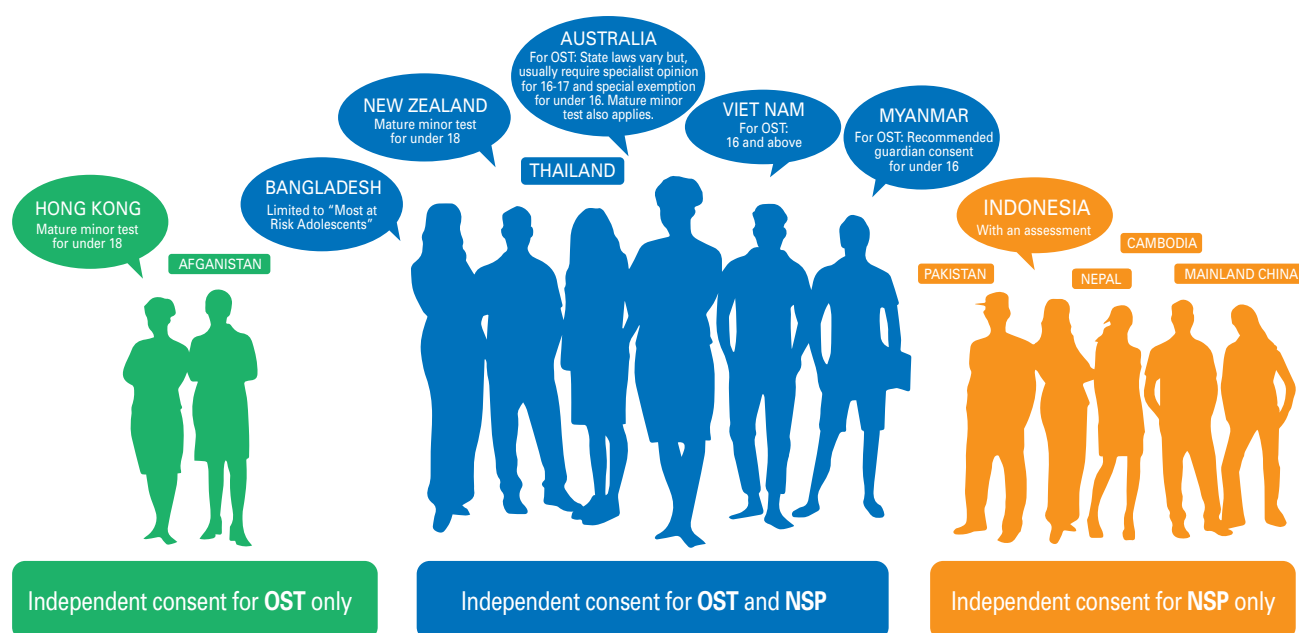 AUSTRALIA
For OST: State laws vary but,
usually require specialist opinion
for 16-17 and special exemption
for under 16. Mature minor
test also applies.
NEW ZEALAND
Mature minor test
for under 18
VIET NAM
For OST:
16 and above
MYANMAR
For OST: Recommended
guardian consent
for under 16
THAILAND
BANGLADESH
Limited to “Most at
Risk Adolescents”
HONG KONG
Mature minor test
for under 18
AFGANISTAN
INDONESIA
With an assessment
CAMBODIA
PAKISTAN
NEPAL
MAINLAND CHINA
Independent consent for OST only
Independent consent for OST and NSP
Independent consent for NSP only